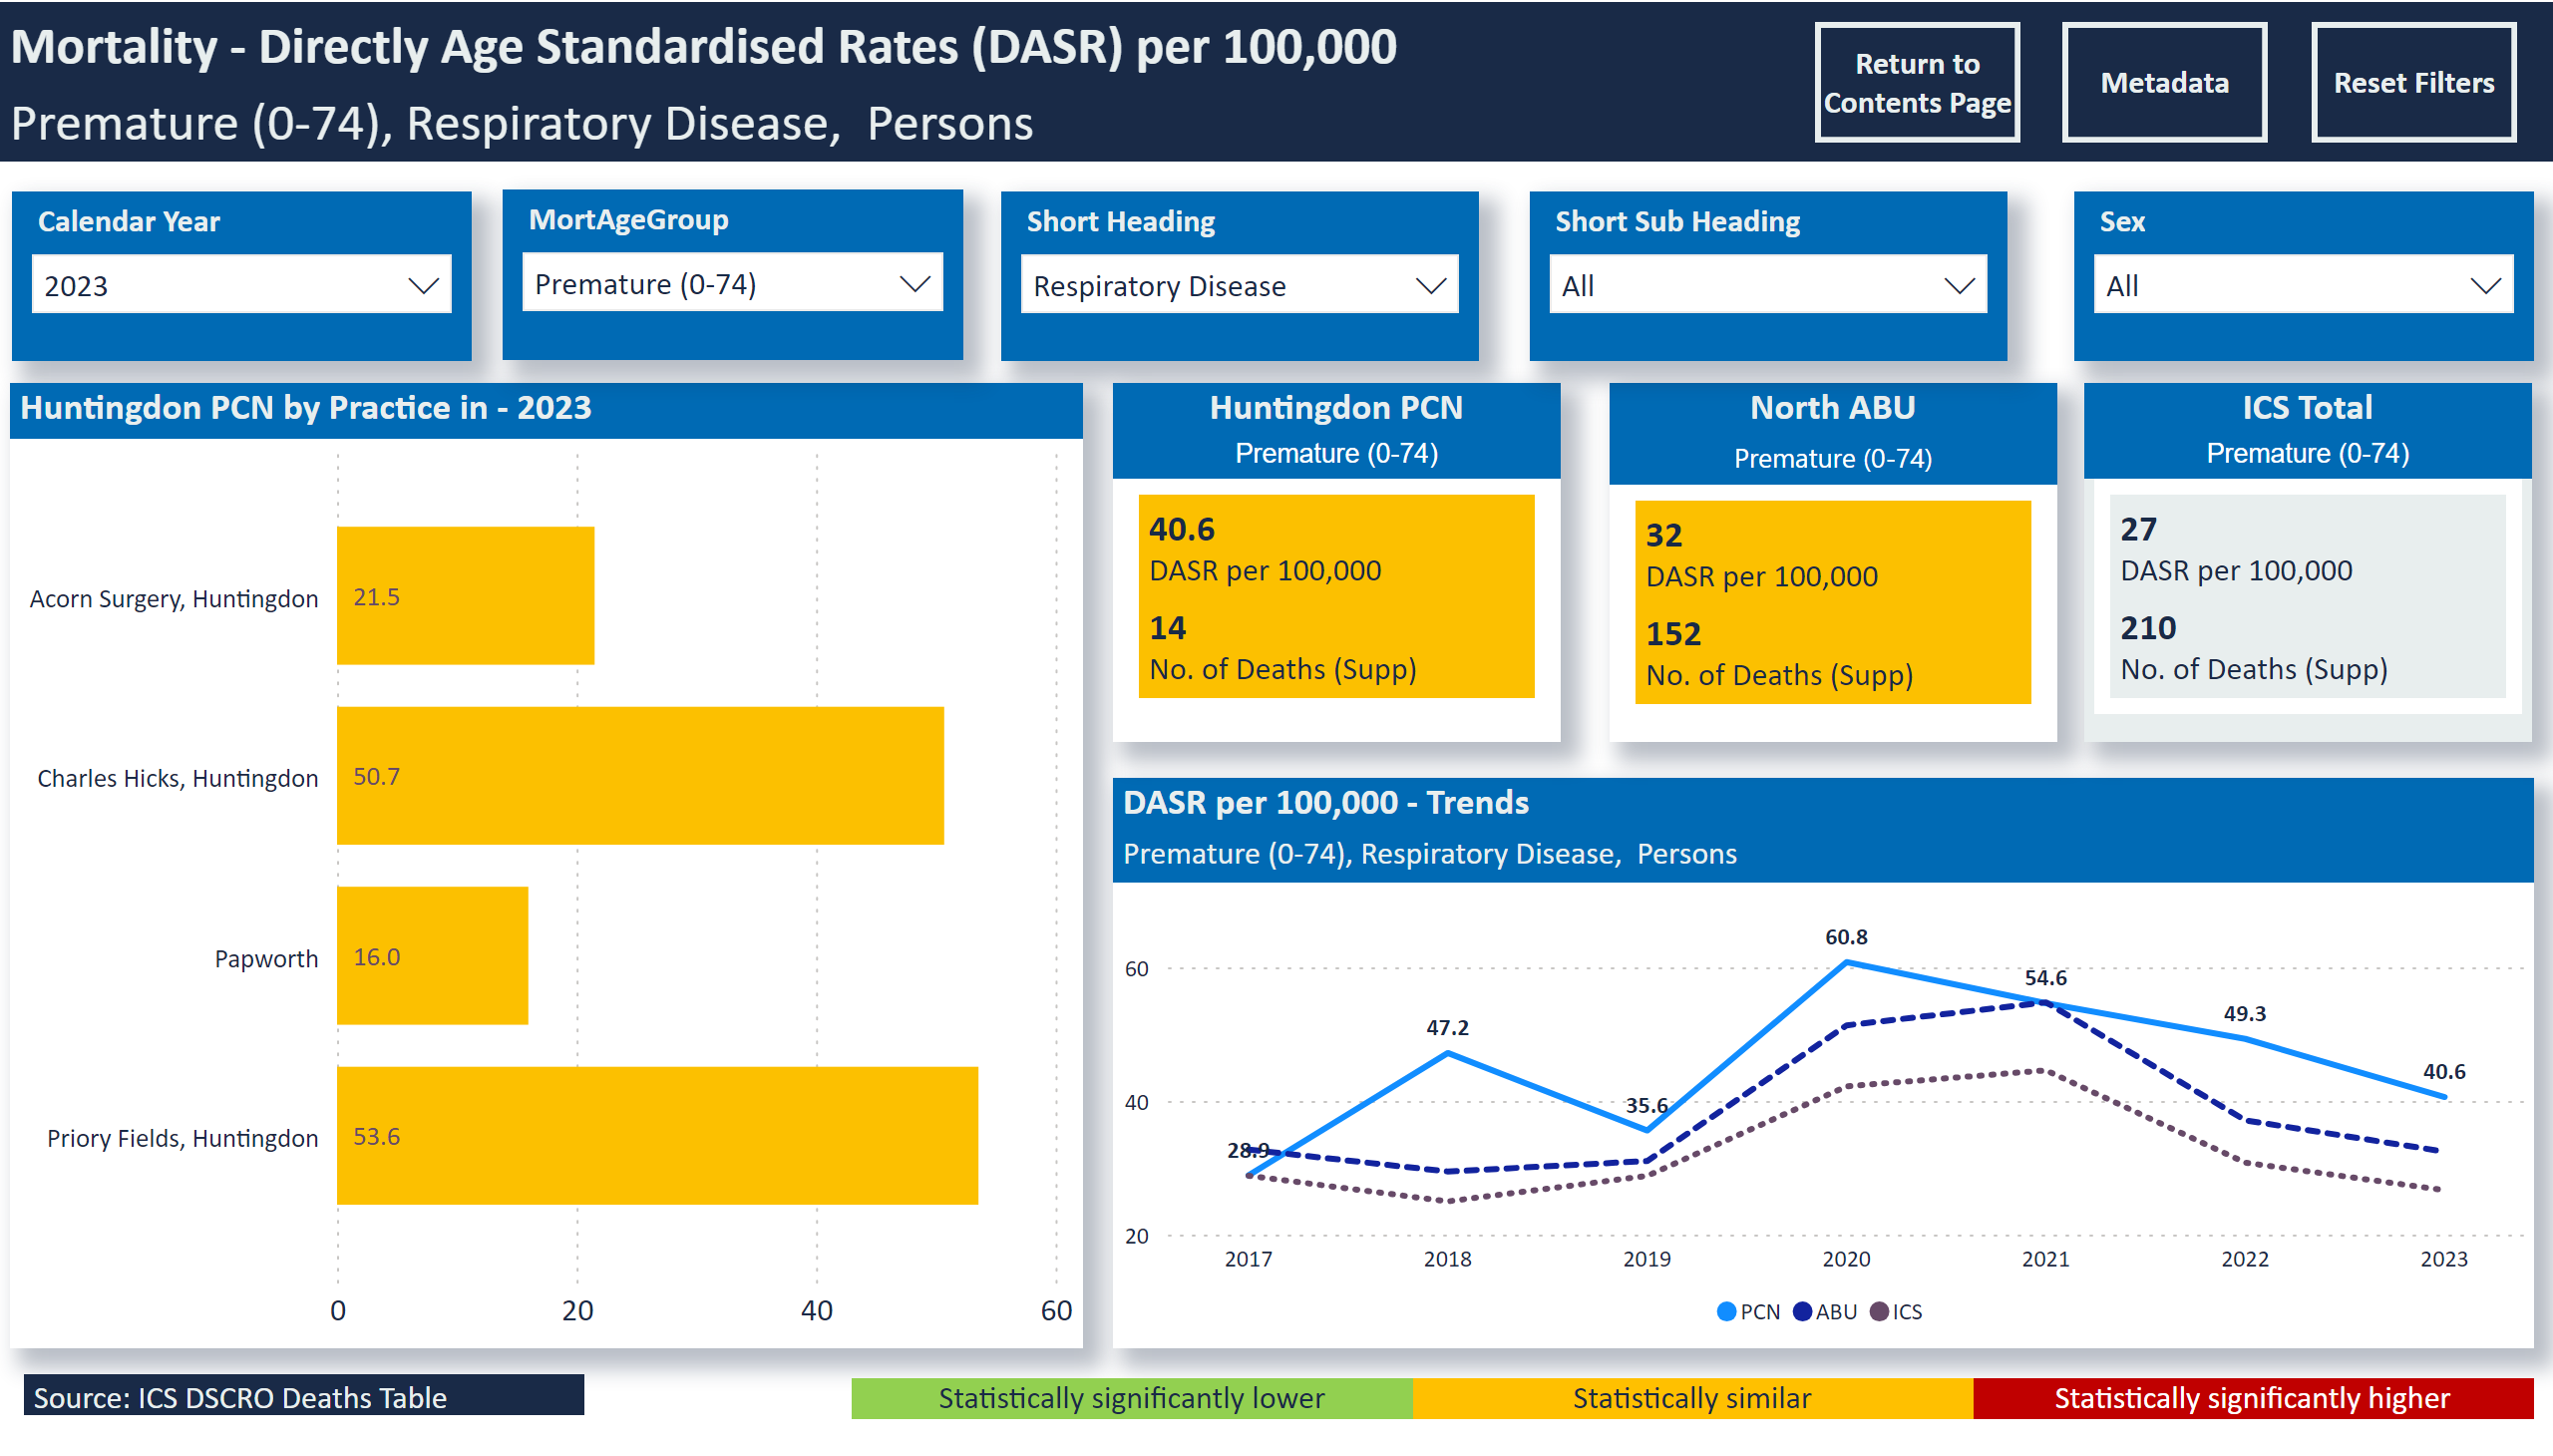 Mortality - Directly Age Standardised Rates (DASR) per 100,000
Premature (0-74), Respiratory Disease,  Persons
Return to
Contents Page
Metadata
Reset Filters
Calendar Year
2023
MortAgeGroup
Premature (0-74)
Short Heading
Respiratory Disease
Short Sub Heading
All
Sex
All
Huntingdon PCN by Practice in - 2023
Acorn Surgery, Huntingdon
21.5
Charles Hicks, Huntingdon
50.7
Papworth
16.0
Priory Fields, Huntingdon
53.6
0
20
40
60
Huntingdon PCN
Premature (0-74)
40.6
DASR per 100,000
14
No. of Deaths (Supp)
North ABU
Premature (0-74)
32
DASR per 100,000
152
No. of Deaths (Supp)
ICS Total
Premature (0-74)
27
DASR per 100,000
210
No. of Deaths (Supp)
DASR per 100,000 - Trends
Premature (0-74), Respiratory Disease,  Persons
60
40
20
28.9
47.2
35.6
60.8
54.6
49.3
40.6
2017
2018
2019
2020
2021
2022
2023
PCN
ABU
ICS
Source: ICS DSCRO Deaths Table
Statistically significantly lower
Statistically similar
Statistically significantly higher